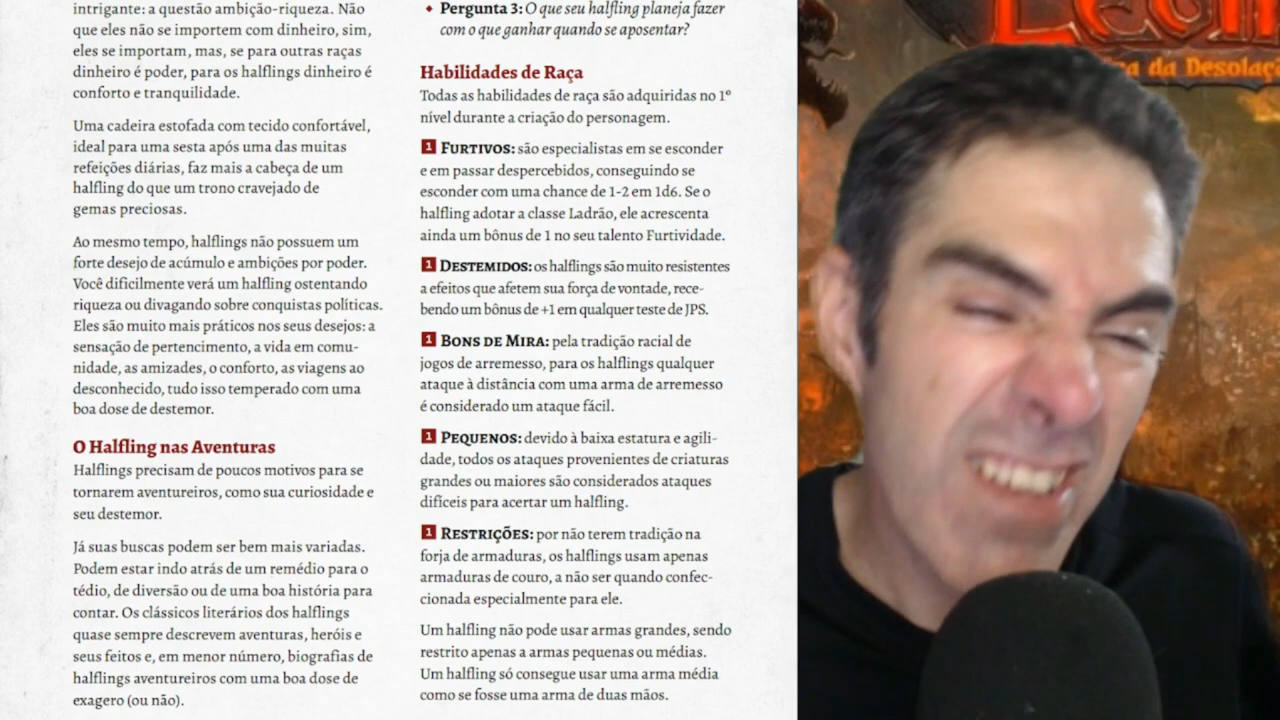 intrigante: a questão ambição-riqueza. Não
que eles não se importem com dinheiro, sim,
eles se importam, mas, se para outras raças
dinheiro é poder, para os halflings dinheiro é
conforto e tranquilidade.
Uma cadeira estofada com tecido confortável,
ideal para uma sesta após uma das muitas
refeições diárias, faz mais a cabeça de um
halfling do que um trono cravejado de
gemas preciosas.
Ao mesmo tempo, halflings não possuem um
forte desejo de acúmulo e ambições por poder.
Você dificilmente verá um halfling ostentando
riqueza ou divagando sobre conquistas políticas.
Eles são muito mais práticos nos seus desejos: a
sensação de pertencimento, a vida em comu-
nidade, as amizades, o conforto, as viagens ao
desconhecido, tudo isso temperado com uma
boa dose de destemor.
O Halfling nas Aventuras
Halflings precisam de poucos motivos para se
tornarem aventureiros, como sua curiosidade e
seu destemor.
Já suas buscas podem ser bem mais variadas.
Podem estar indo atrás de um remédio para o
tédio, de diversão ou de uma boa história para
contar. Os clássicos literários dos halflings
quase sempre descrevem aventuras, heróis e
seus feitos e, em menor número, biografias de
halflings aventureiros com uma boa dose de
exagero (ou não).
Pergunta 3: O que seu halfling planeja fazer
com o que ganhar quando se aposentar?
Habilidades de Raça
Todas as habilidades de raça são adquiridas no 1º
nível durante a criação do personagem.
1 FURTIVOS: são especialistas em se esconder
e em passar despercebidos, conseguindo se
esconder com uma chance de 1-2 em 1d6. Se o
halfling adotar a classe Ladrão, ele acrescenta
ainda um bônus de 1 no seu talento Furtividade.
1 DESTEMIDOS: os halflings são muito resistentes
a efeitos que afetem sua força de vontade, rece-
bendo um bônus de +1 em qualquer teste de JPS.
1 BONS DE MIRA: pela tradição racial de
jogos de arremesso, para os halflings qualquer
ataque à distância com uma arma de arremesso
é considerado um ataque fácil.
1 PEQUENOS: devido à baixa estatura e agili-
dade, todos os ataques provenientes de criaturas
grandes ou maiores são considerados ataques
difíceis para acertar um halfling.
1 RESTRIÇÕES: por não terem tradição na
forja de armaduras, os halflings usam apenas
armaduras de couro, a não ser quando confec-
cionada especialmente para ele.
Um halfling não pode usar armas grandes, sendo
restrito apenas a armas pequenas ou médias.
Um halfling só consegue usar uma arma média
como se fosse uma arma de duas mãos.
da Desolaç